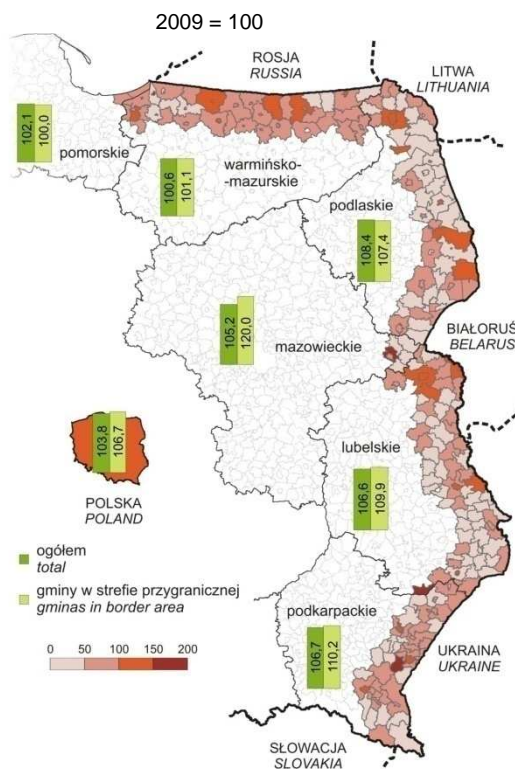 2009 = 100
ROSJA
RUSSIA
LITWA
LITHUANIA
102,1
100,0
pomorskie
100,6
101,1
warmińsko-
-mazurskie
podlaskie
108,4
107,4
105,2
120,0
mazowieckie
BIAŁORUŚ
BELARUS
103,8
106,7
POLSKA
POLAND
lubelskie
106,6
109,9
ogółem
total
gminy w strefie przygranicznej
gminas in border area
podkarpackie
106,7
110,2
0 50 100 150 200
UKRAINA
UKRAINE
SŁOWACJA
SLOVAKIA